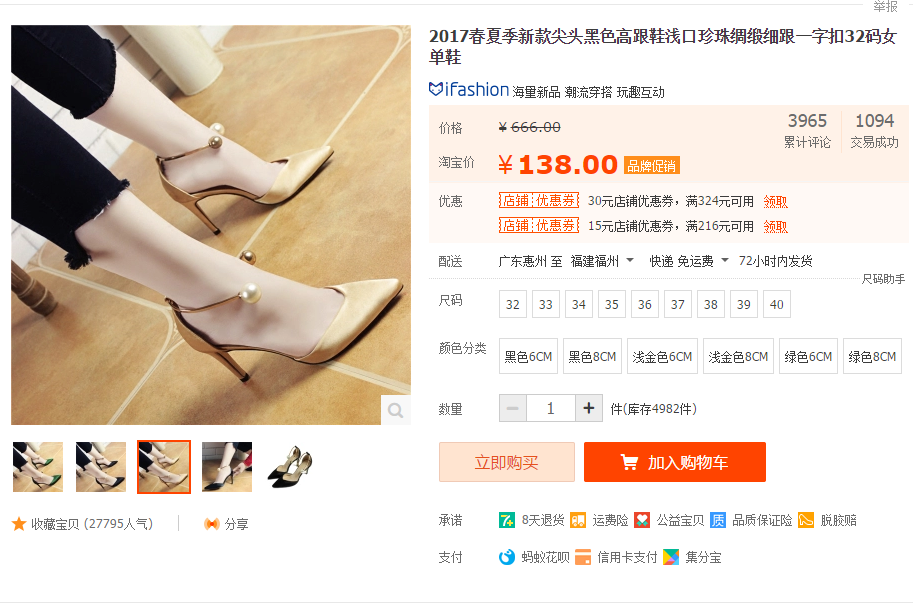 举报
2017春夏季新款尖头黑色高跟鞋浅口珍珠绸缎细跟一字扣32码女
单鞋
ifashion 海量新品 潮流穿搭 玩趣互动
价格 ¥ 666.00
3965 1094
累计评论 交易成功
淘宝价 ¥ 138.00 品牌促销
优惠 店铺 优惠券 30元店铺优惠券，满324元可用 领取
店铺 优惠券 15元店铺优惠券，满216元可用 领取
配送 广东惠州 至 福建福州 快递 免运费 72小时内发货
尺码助手
尺码 32 33 34 35 36 37 38 39 40
颜色分类 黑色6CM 黑色8CM 浅金色6CM 浅金色8CM 绿色6CM 绿色8CM
数量 − 1 + 件(库存4982件)
立即购买 加入购物车
收藏宝贝 (27795人气) 分享
承诺 7+ 8天退货 运费险 公益宝贝 质 品质保证险 脱胶赔
支付 蚂蚁花呗 信用卡支付 集分宝